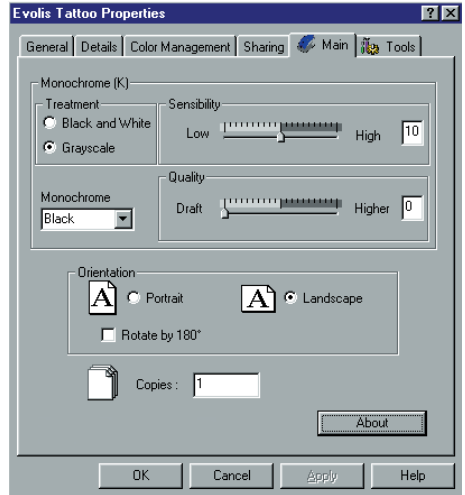 Evolis Tattoo Properties
General Details Color Management Sharing Main Tools
Monochrome (K)
Treatment
Black and White
Grayscale
Sensibility
Low High 10
Monochrome
Black
Quality
Draft Higher 0
Orientation
A Portrait A Landscape
Rotate by 180°
Copies : 1
About
OK Cancel Apply Help